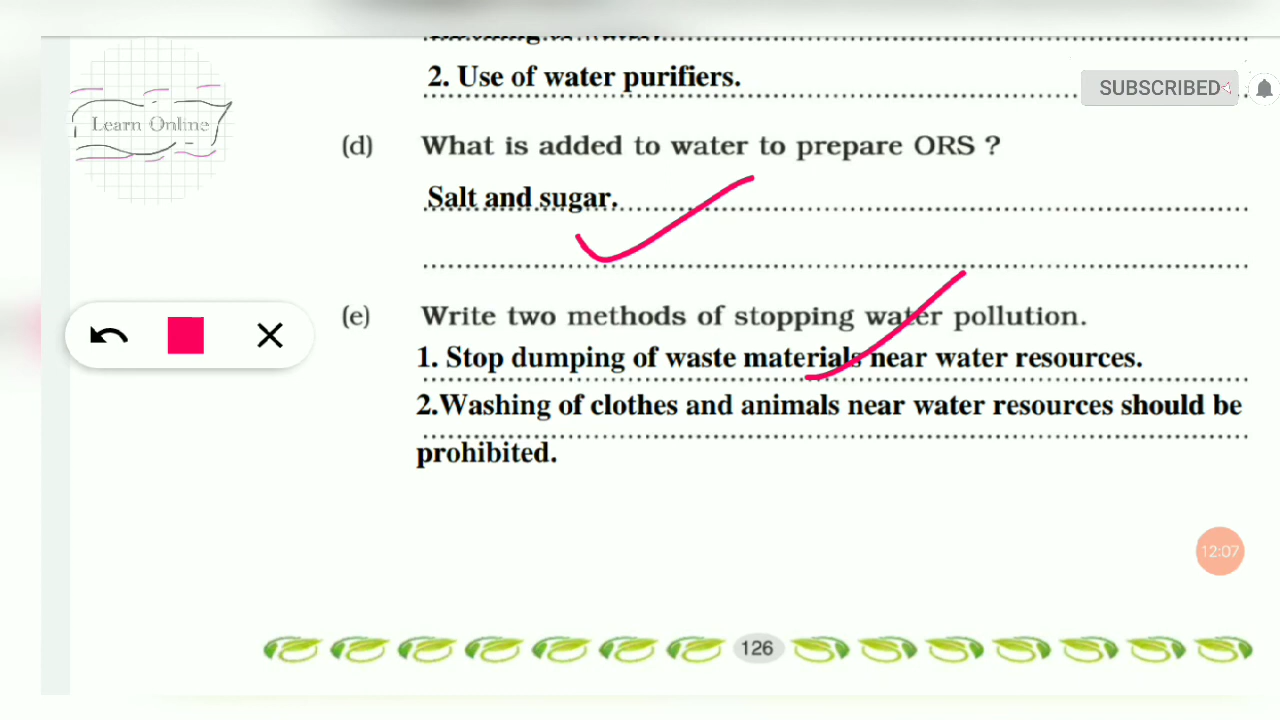 2. Use of water purifiers.
SUBSCRIBED
Learn Online
(d) What is added to water to prepare ORS ?
Salt and sugar.
(e) Write two methods of stopping water pollution.
1. Stop dumping of waste materials near water resources.
2.Washing of clothes and animals near water resources should be
prohibited.
12:07
126